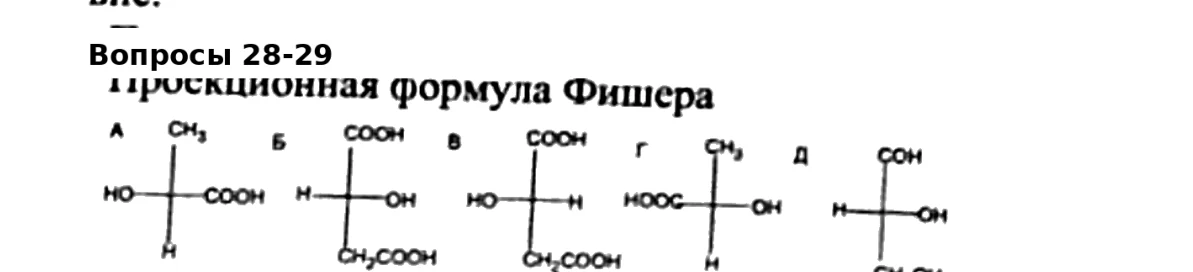 вис.
Вопросы 28-29
Проекционная формула Фишера
А CH₃ Б COOH В COOH Г CH₃ Д COH
HO COOH H OH HO H HOOC OH H OH
H CH₂COOH CH₂COOH H